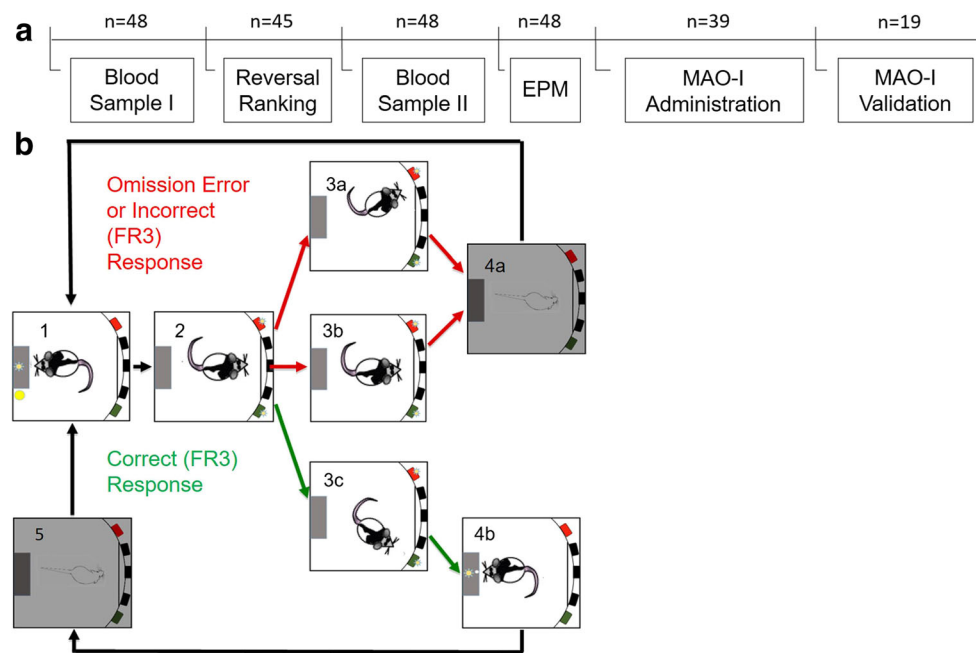 a
n=48 n=45 n=48 n=48 n=39 n=19
Blood
Sample I
Reversal
Ranking
Blood
Sample II
EPM
MAO-I
Administration
MAO-I
Validation
b
Omission Error
or Incorrect
(FR3)
Response
3a
4a
1
2
3b
Correct (FR3)
Response
3c
5
4b